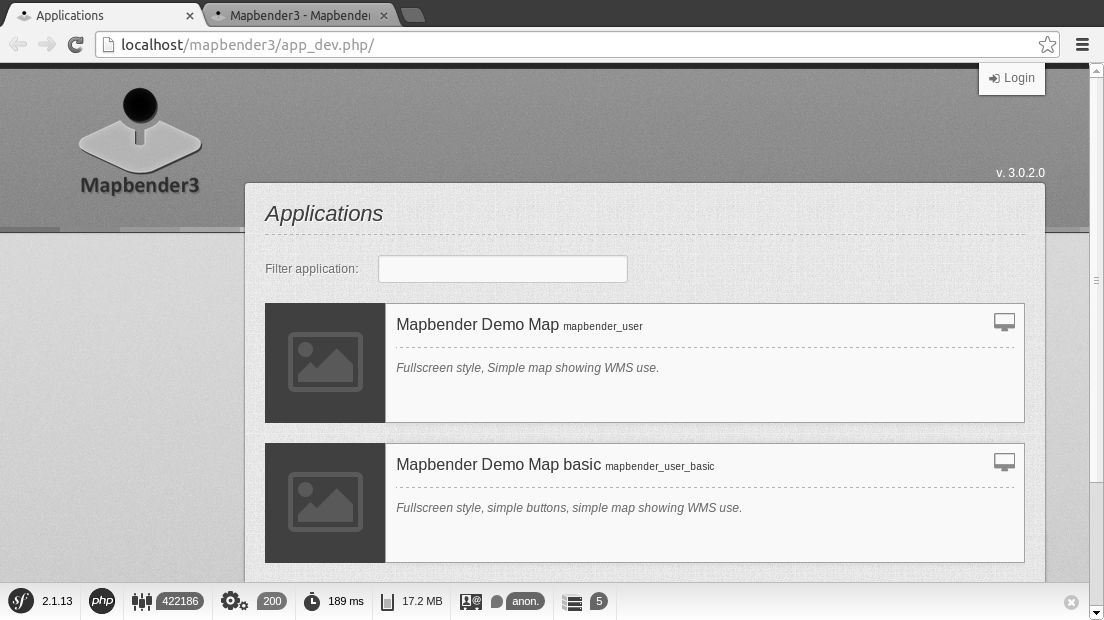 Applications
Mapbender3 - Mapbender
localhost/mapbender3/app_dev.php/
Login
Mapbender3
v. 3.0.2.0
Applications
Filter application:
Mapbender Demo Map mapbender_user
Fullscreen style, Simple map showing WMS use.
Mapbender Demo Map basic mapbender_user_basic
Fullscreen style, simple buttons, simple map showing WMS use.
sf 2.1.13 php 422186 200 189 ms 17.2 MB anon. 5